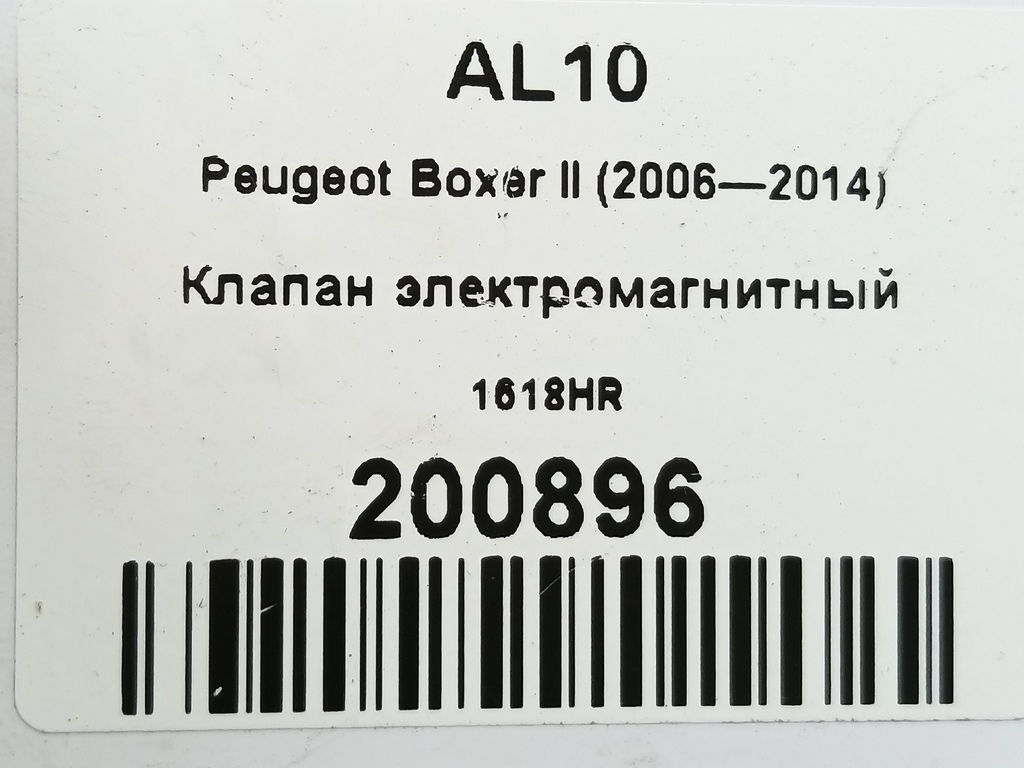 AL10
Peugeot Boxer II (2006—2014)
Клапан электромагнитный
1618HR
200896